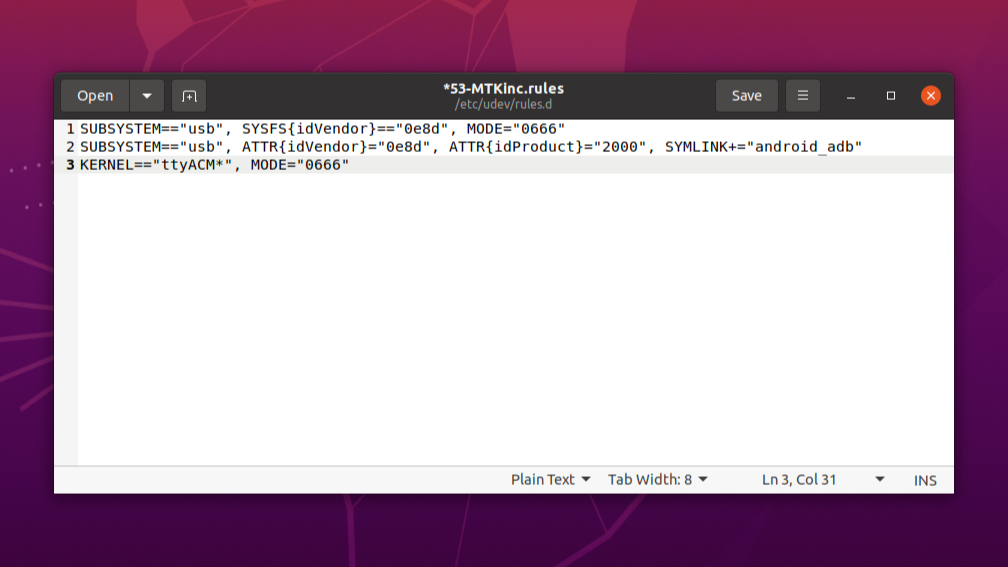 Open
*53-MTKinc.rules
/etc/udev/rules.d
Save
1 SUBSYSTEM=="usb", SYSFS{idVendor}=="0e8d", MODE="0666"
2 SUBSYSTEM=="usb", ATTR{idVendor}="0e8d", ATTR{idProduct}="2000", SYMLINK+="android_adb"
3 KERNEL=="ttyACM*", MODE="0666"
Plain Text Tab Width: 8 Ln 3, Col 31 INS